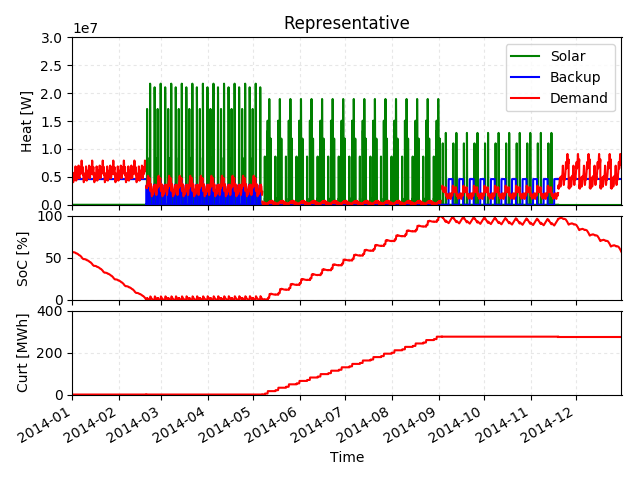 Representative
1e7
3.0
2.5
2.0
1.5
1.0
0.5
0.0
Heat [W]
Solar
Backup
Demand
100
50
0
SoC [%]
400
200
0
Curt [MWh]
2014-01
2014-02
2014-03
2014-04
2014-05
2014-06
2014-07
2014-08
2014-09
2014-10
2014-11
2014-12
Time